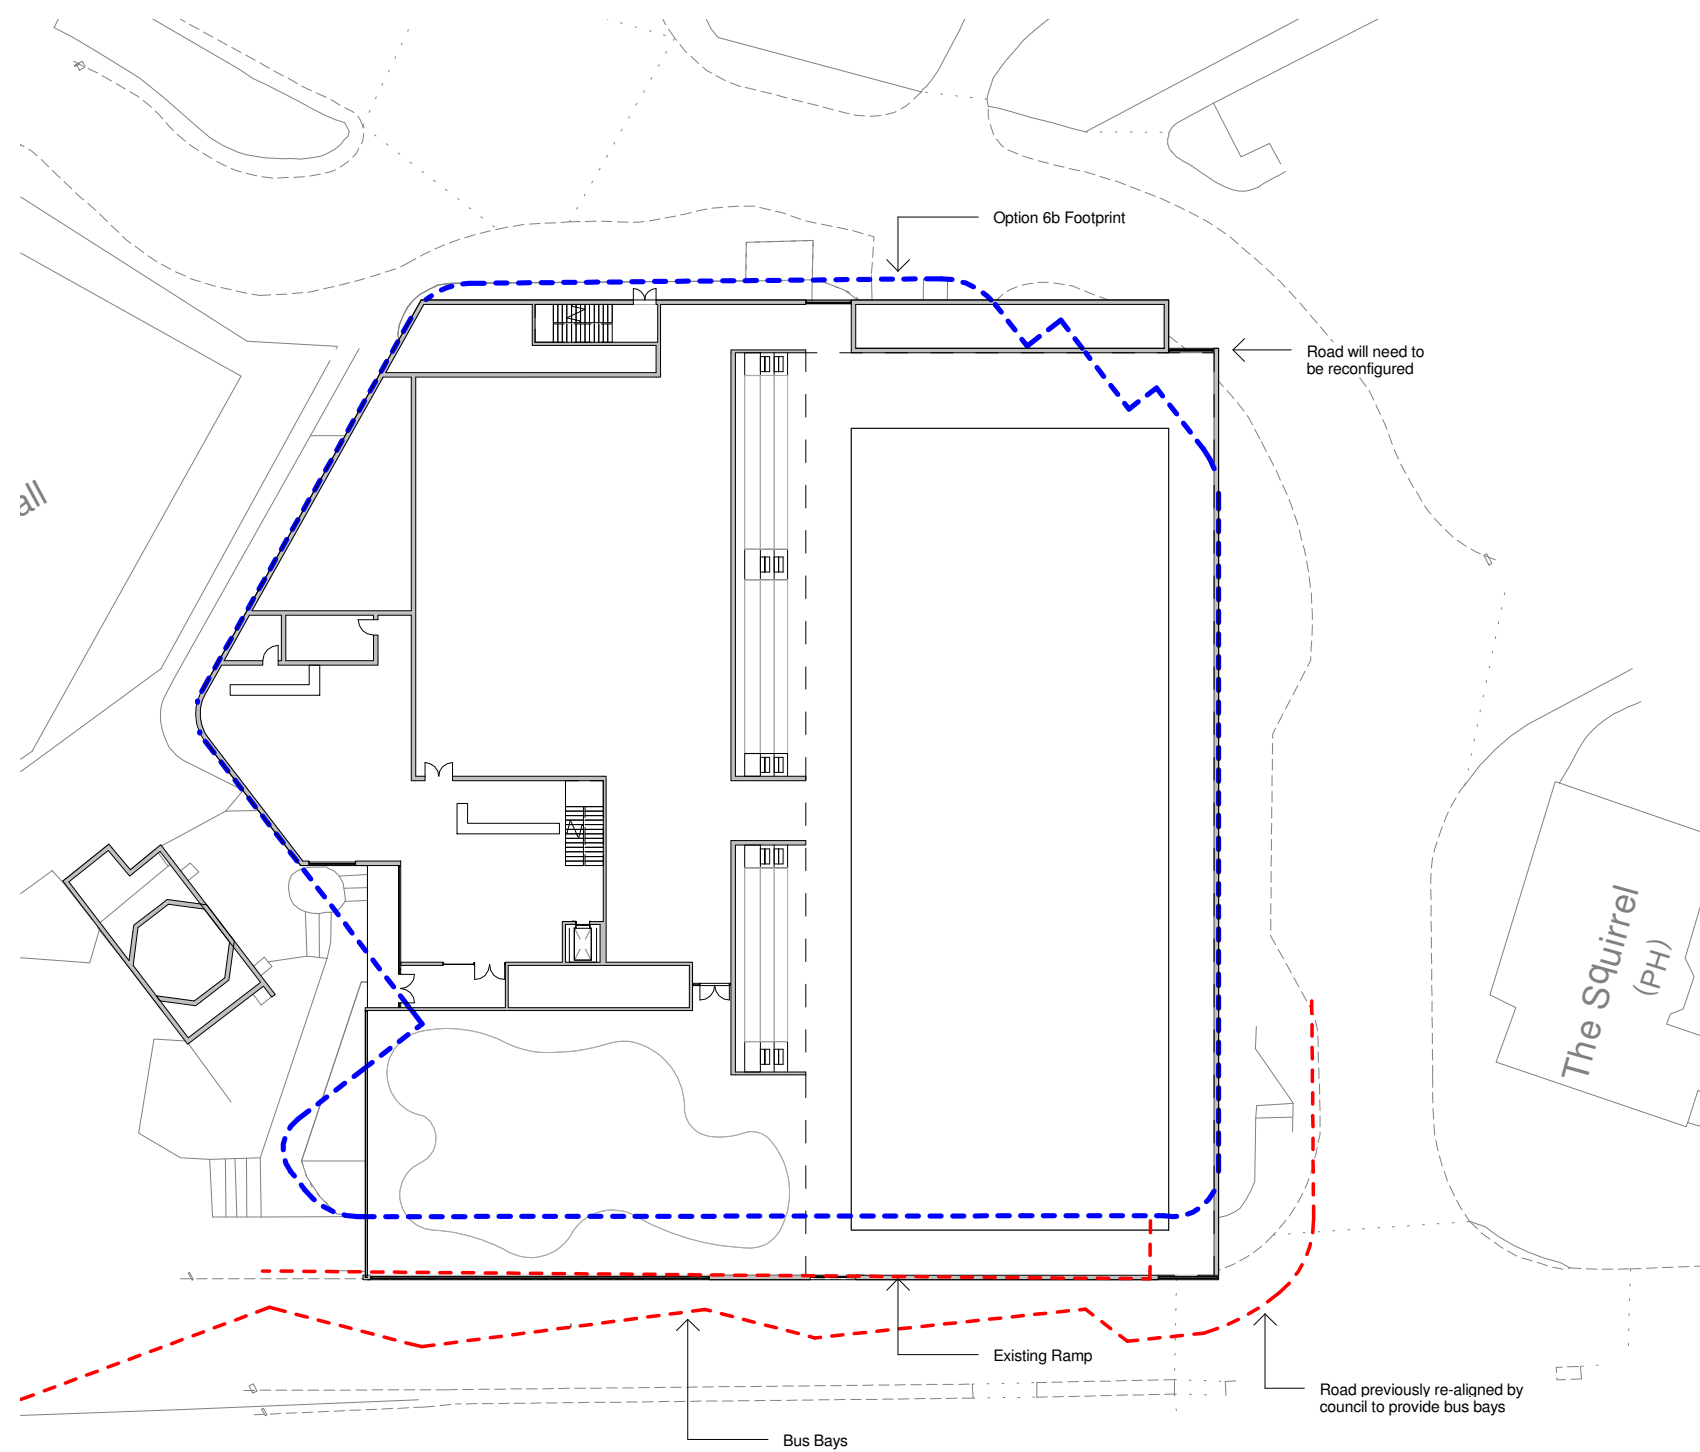 Option 6b Footprint
Road will need to
be reconfigured
all
The Squirrel
(PH)
Existing Ramp
Road previously re-aligned by
council to provide bus bays
Bus Bays